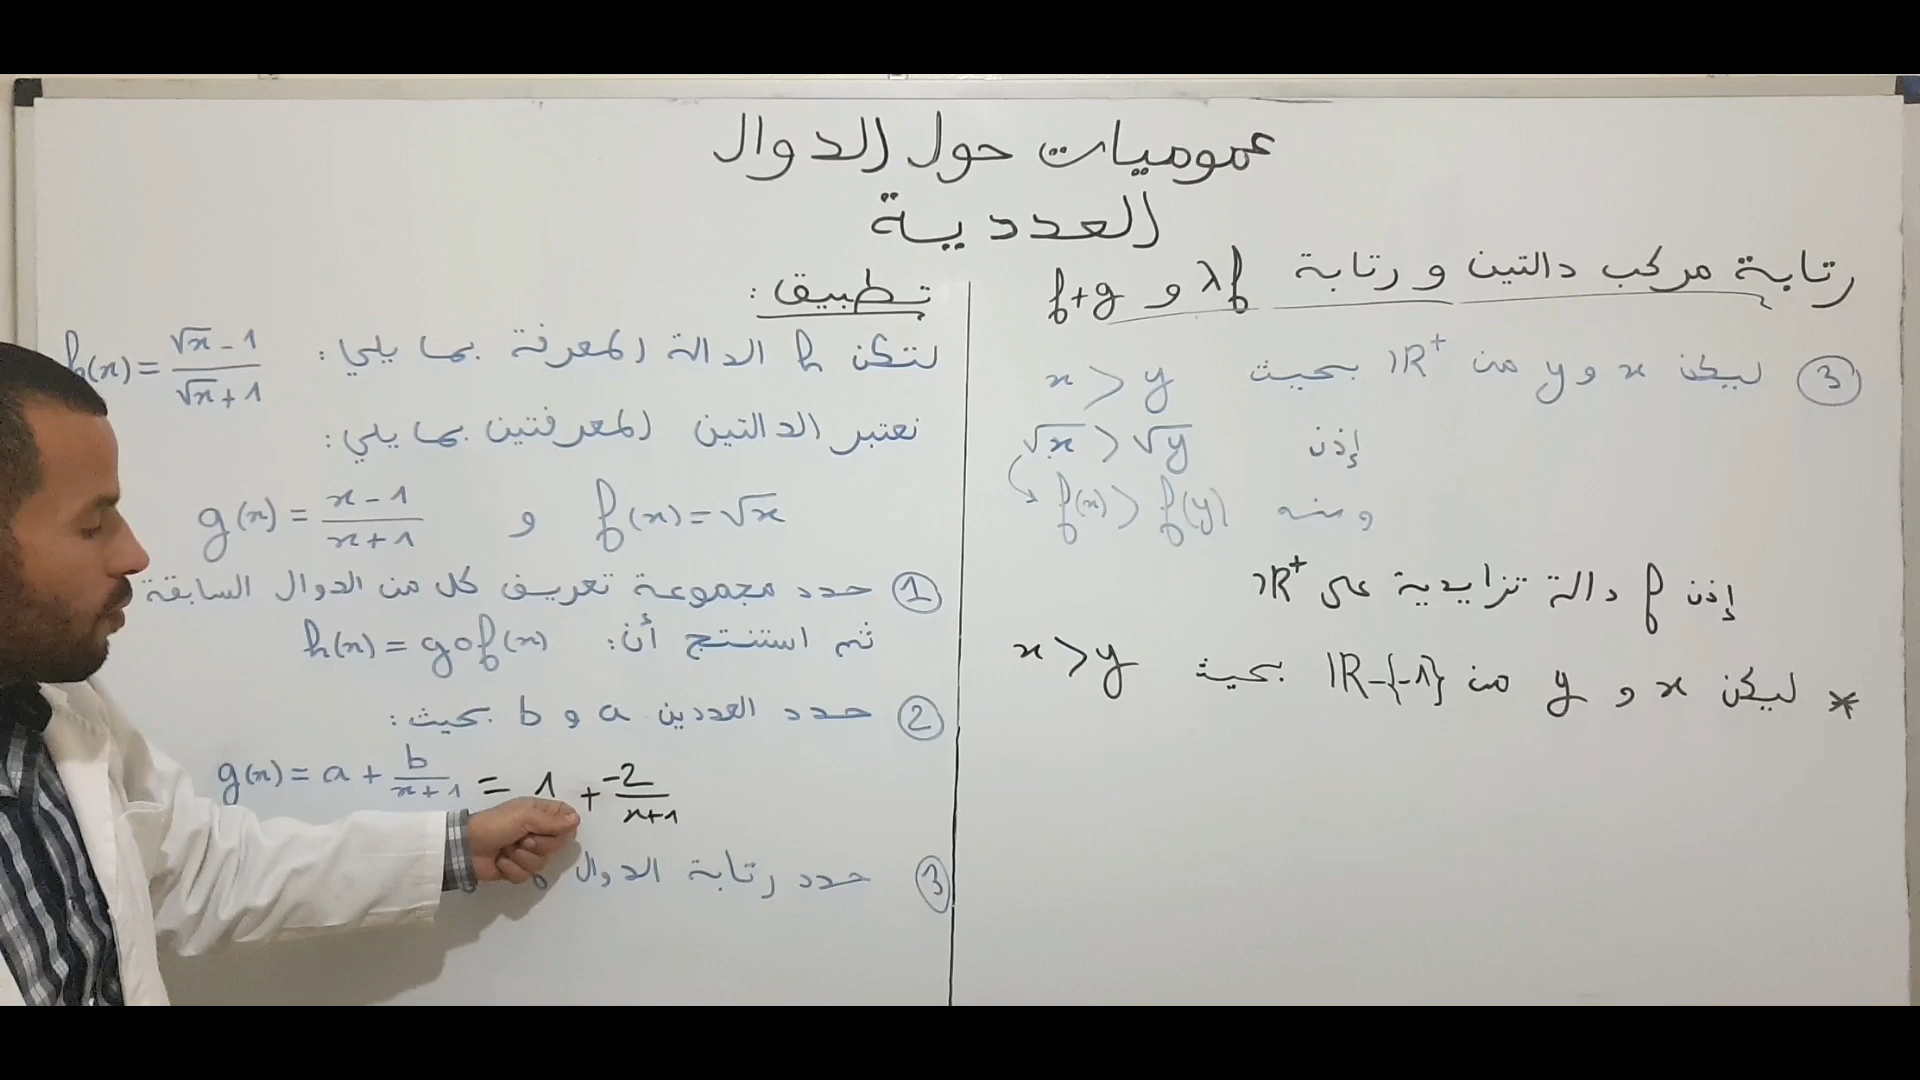 عموميات حول الدوال
العددية
رتابة مركب دالتين و رتابة λf و f+g
③ ليكن x و y من IR⁺ بحيث x > y
إذن √x > √y
ومنه f(x) > f(y)
إذن f دالة تزايدية على IR⁺
* ليكن x و y من IR-{-1} بحيث x > y
تطبيق :
لتكن h الدالة المعرفة بما يلي: h(x) = (√x - 1)/(√x + 1)
نعتبر الدالتين المعرفتين بما يلي:
f(x) = √x و g(x) = (x - 1)/(x + 1)
① حدد مجموعة تعريف كل من الدوال السابقة
ثم استنتج أن: h(x) = gof(x)
② حدد العددين a و b بحيث:
g(x) = a + b/(x+1) = 1 + -2/(x+1)
③ حدد رتابة الدوال